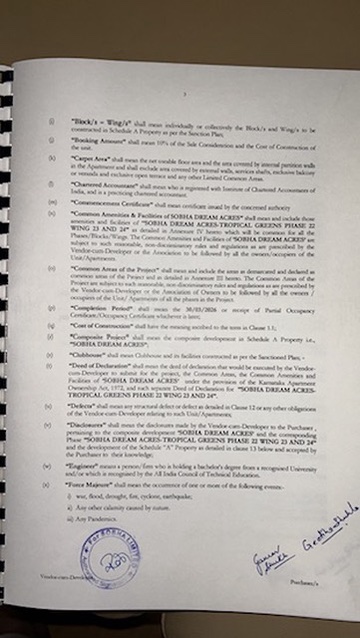 (i) "Block/s – Wing/s" shall mean individually or collectively the Block/s and Wing/s to be
constructed in Schedule A Property as per the Sanction Plan;
(j) "Booking Amount" shall mean 10% of the Sale Consideration and the Cost of Construction of
the unit.
(k) "Carpet Area" shall mean the net usable floor area and the area covered by internal partition walls
in the Apartment and shall exclude area covered by external walls, services shafts, exclusive balcony
or veranda and exclusive open terrace and any other Limited Common Areas.
(l) "Chartered Accountant" shall mean who is registered with Institute of Chartered Accountants of
India, and is a practicing chartered accountant.
(m) "Commencement Certificate" shall mean certificate issued by the concerned authority
(n) "Common Amenities & Facilities of SOBHA DREAM ACRES" shall mean and include those
amenities and facilities of "SOBHA DREAM ACRES-TROPICAL GREENS PHASE 22
WING 23 AND 24" as detailed in Annexure IV hereto which will be common for all the
Phases/Blocks/Wings. The Common Amenities and Facilities of SOBHA DREAM ACRES' are
subject to such reasonable, non-discriminatory rules and regulations as are prescribed by the
Vendor-cum-Developer or the Association to be followed by all the owners/occupiers of the
Unit/Apartments.
(o) "Common Areas of the Project" shall mean and include the areas as demarcated and declared as
common areas of the Project and as detailed in Annexure III hereto. The Common Areas of the
Project are subject to such reasonable, non-discriminatory rules and regulations as are prescribed by
the Vendor-cum-Developer or the Association of Owners to be followed by all the owners /
occupiers of the Unit/ Apartments of all the phases in the Project.
(p) "Completion Period" shall mean the 30/03/2026 or receipt of Partial Occupancy
Certificate/Occupancy Certificate whichever is later;
(q) "Cost of Construction" shall have the meaning ascribed to the term in Clause 1.1;
(r) "Composite Project" shall mean the composite development in Schedule A Property i.e.,
"SOBHA DREAM ACRES";
(s) "Clubhouse" shall mean Clubhouse and its facilities constructed as per the Sanctioned Plan;
(t) "Deed of Declaration" shall mean the deed of declaration that would be executed by the Vendor-
cum-Developer to submit for the project, the Common Areas, the Common Amenities and
Facilities of "SOBHA DREAM ACRES" under the provision of the Karnataka Apartment
Ownership Act, 1972, and each separate Deed of Declaration for "SOBHA DREAM ACRES-
TROPICAL GREENS PHASE 22 WING 23 AND 24".
(u) "Defects" shall mean any structural defect or defect as detailed in Clause 12 or any other obligations
of the Vendor-cum-Developer relating to such Unit/Apartments;
(v) "Disclosures" shall mean the disclosures made by the Vendor-cum-Developer to the Purchaser ,
pertaining to the composite development "SOBHA DREAM ACRES" and the corresponding
Phase "SOBHA DREAM ACRES-TROPICAL GREENS PHASE 22 WING 23 AND 24"
and the development of the Schedule "A" Property as detailed in clause 13 below and accepted by
the Purchaser to their knowledge.
(w) "Engineer" means a person/firm who is holding a bachelor's degree from a recognised University
and/or which is recognised by the All India Council of Technical Education.
(x) "Force Majeure" shall mean the occurrence of one or more of the following events:-
i) war, flood, drought, fire, cyclone, earthquake;
ii) Any other calamity caused by nature.
iii) Any Pandemics
For SOBHA LIMITED
Vendor-cum-Developer
Purchaser/s